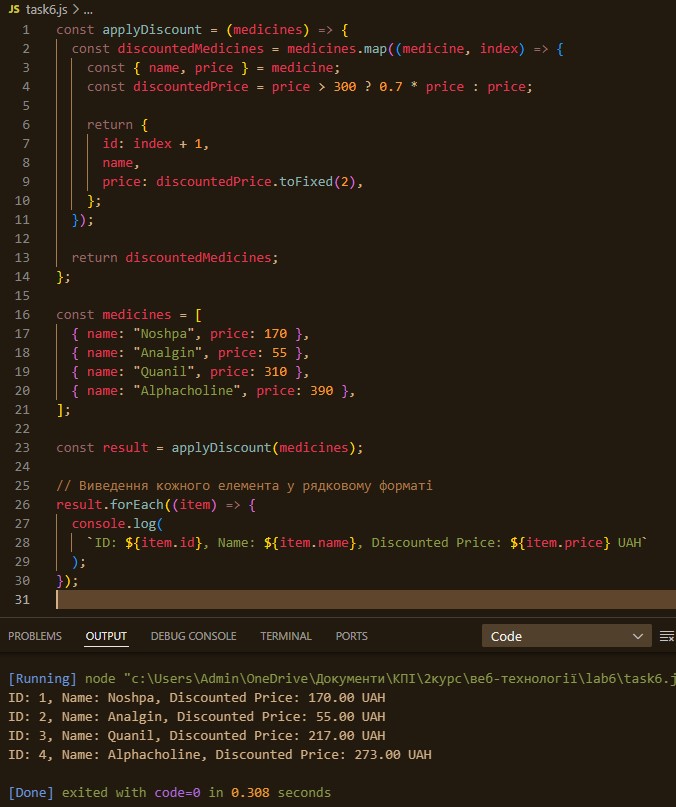 JS task6.js > ...
1 const applyDiscount = (medicines) => {
2   const discountedMedicines = medicines.map((medicine, index) => {
3     const { name, price } = medicine;
4     const discountedPrice = price > 300 ? 0.7 * price : price;
5
6     return {
7       id: index + 1,
8       name,
9       price: discountedPrice.toFixed(2),
10     };
11   });
12
13   return discountedMedicines;
14 };
15
16 const medicines = [
17   { name: "Noshpa", price: 170 },
18   { name: "Analgin", price: 55 },
19   { name: "Quanil", price: 310 },
20   { name: "Alphacholine", price: 390 },
21 ];
22
23 const result = applyDiscount(medicines);
24
25 // Виведення кожного елемента у рядковому форматі
26 result.forEach((item) => {
27   console.log(
28     `ID: ${item.id}, Name: ${item.name}, Discounted Price: ${item.price} UAH`
29   );
30 });
31
PROBLEMS OUTPUT DEBUG CONSOLE TERMINAL PORTS Code
[Running] node "c:\Users\Admin\OneDrive\Документи\КПІ\2курс\веб-технології\lab6\task6.j
ID: 1, Name: Noshpa, Discounted Price: 170.00 UAH
ID: 2, Name: Analgin, Discounted Price: 55.00 UAH
ID: 3, Name: Quanil, Discounted Price: 217.00 UAH
ID: 4, Name: Alphacholine, Discounted Price: 273.00 UAH
[Done] exited with code=0 in 0.308 seconds